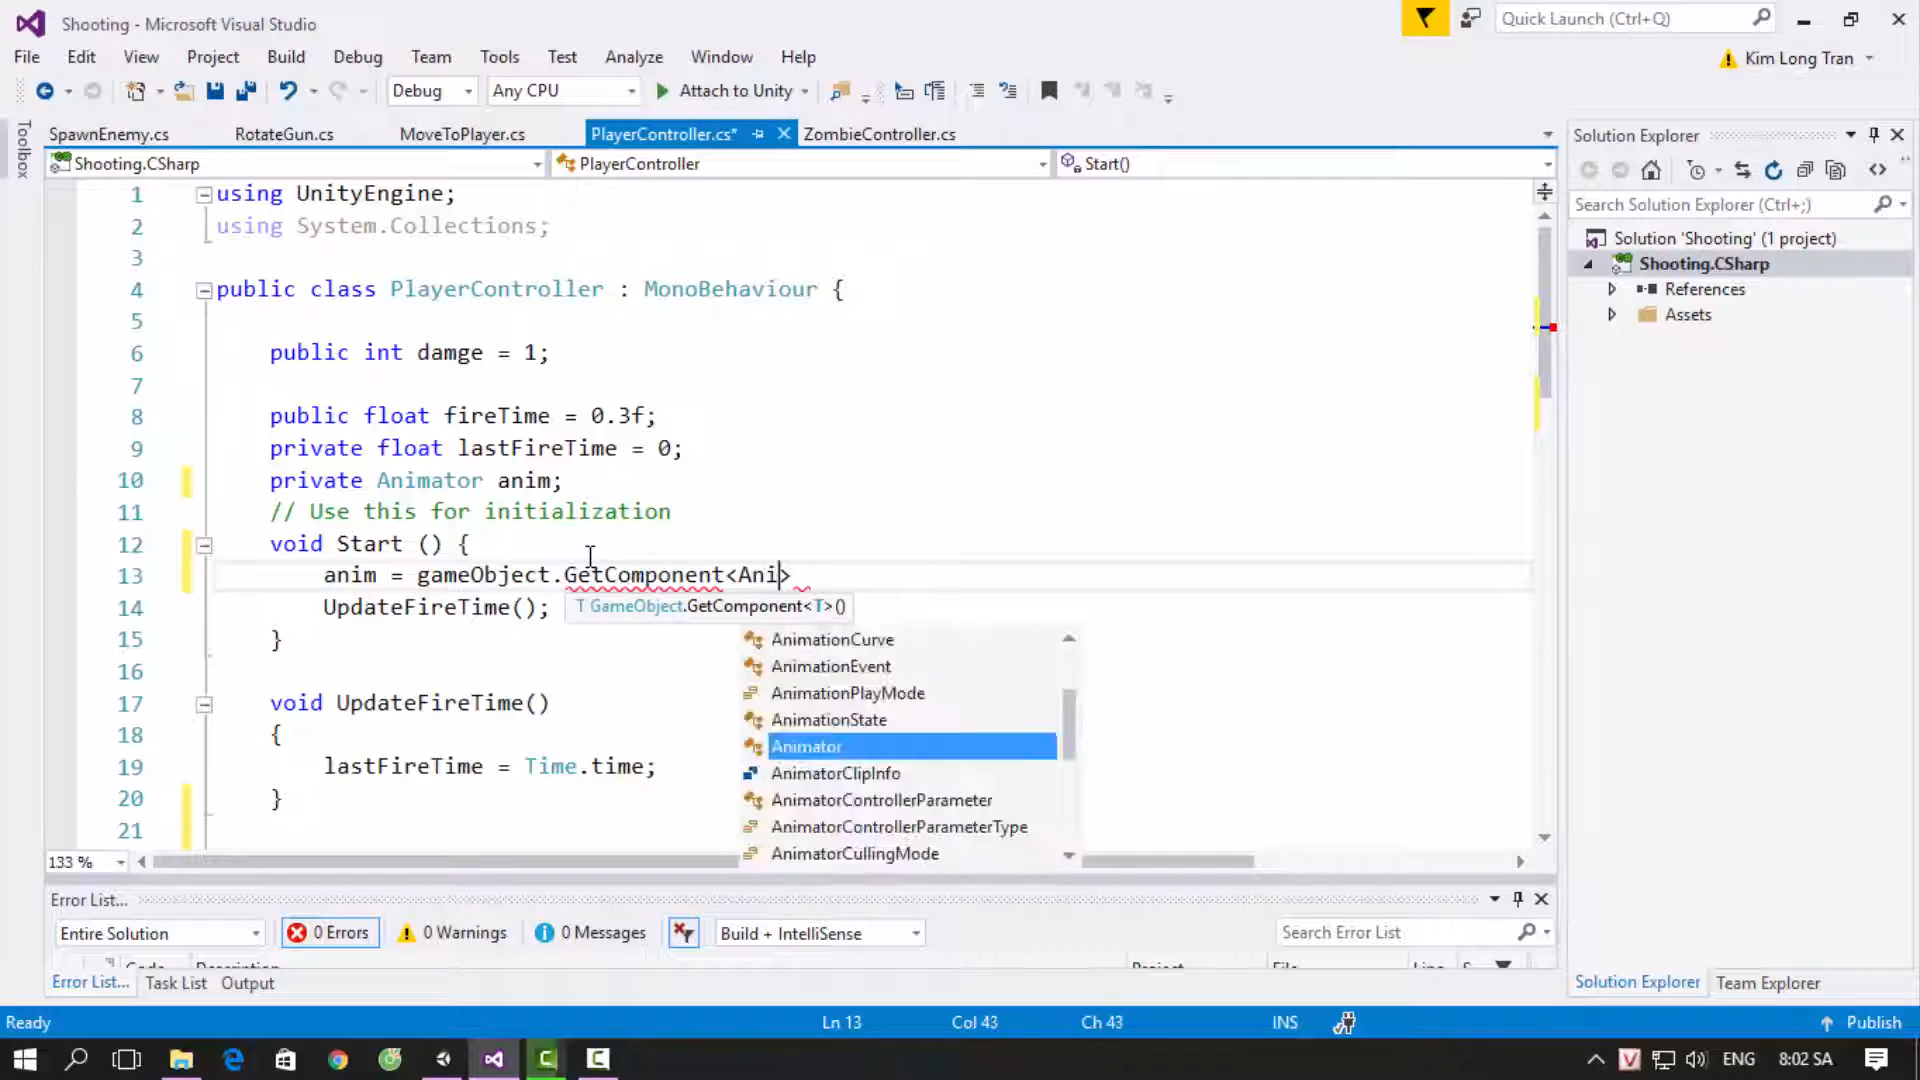 Shooting - Microsoft Visual Studio
Quick Launch (Ctrl+Q)
File Edit View Project Build Debug Team Tools Test Analyze Window Help
Kim Long Tran
Debug Any CPU Attach to Unity
Toolbox
SpawnEnemy.cs RotateGun.cs MoveToPlayer.cs PlayerController.cs* ZombieController.cs
Shooting.CSharp PlayerController Start()
1 using UnityEngine;
2 using System.Collections;
3
4 public class PlayerController : MonoBehaviour {
5
6 public int damge = 1;
7
8 public float fireTime = 0.3f;
9 private float lastFireTime = 0;
10 private Animator anim;
11 // Use this for initialization
12 void Start () {
13 anim = gameObject.GetComponent<Ani>
14 UpdateFireTime();
T GameObject.GetComponent<T>()
15 }
16
17 void UpdateFireTime()
18 {
19 lastFireTime = Time.time;
20 }
21
AnimationCurve
AnimationEvent
AnimationPlayMode
AnimationState
Animator
AnimatorClipInfo
AnimatorControllerParameter
AnimatorControllerParameterType
AnimatorCullingMode
133 %
Solution Explorer
Search Solution Explorer (Ctrl+;)
Solution 'Shooting' (1 project)
Shooting.CSharp
References
Assets
Error List...
Entire Solution 0 Errors 0 Warnings 0 Messages Build + IntelliSense Search Error List
Code Description Project File Line
Error List... Task List Output
Solution Explorer Team Explorer
Ready Ln 13 Col 43 Ch 43 INS Publish
ENG 8:02 SA